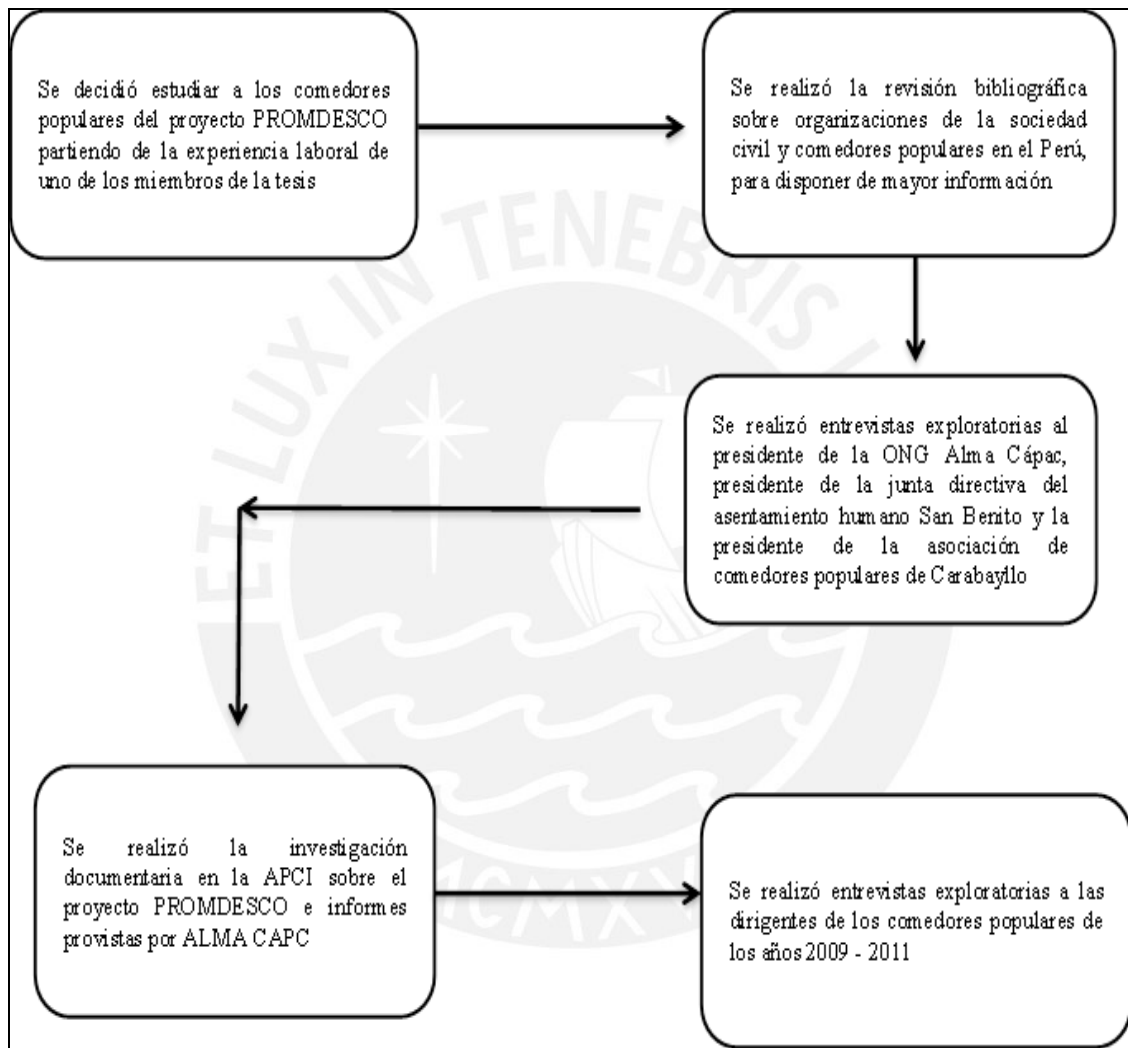 Se decidió estudiar a los comedores
populares del proyecto PROMDESCO
partiendo de la experiencia laboral de
uno de los miembros de la tesis
Se realizó la revisión bibliográfica
sobre organizaciones de la sociedad
civil y comedores populares en el Perú,
para disponer de mayor información
Se realizó entrevistas exploratorias al
presidente de la ONG Alma Cápac,
presidente de la junta directiva del
asentamiento humano San Benito y la
presidente de la asociación de
comedores populares de Carabayllo
Se realizó la investigación
documentaria en la APCI sobre el
proyecto PROMDESCO e informes
provistas por ALMA CAPC
Se realizó entrevistas exploratorias a las
dirigentes de los comedores populares de
los años 2009 - 2011
ET LUX IN TENEBRIS